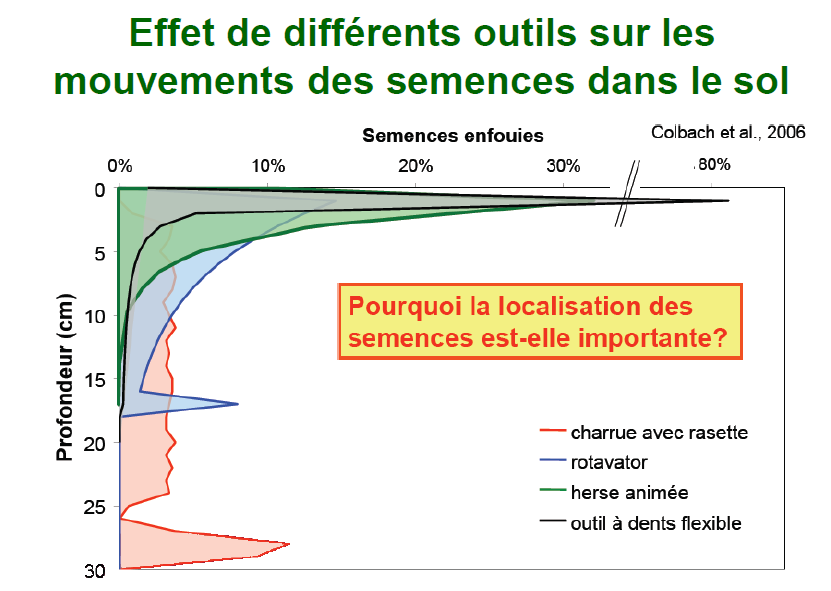 Effet de différents outils sur les
mouvements des semences dans le sol
Colbach et al., 2006
Semences enfouies
0% 10% 20% 30% 80%
0
5
10
15
20
25
30
Profondeur (cm)
Pourquoi la localisation des
semences est-elle importante?
charrue avec rasette
rotavator
herse animée
outil à dents flexible